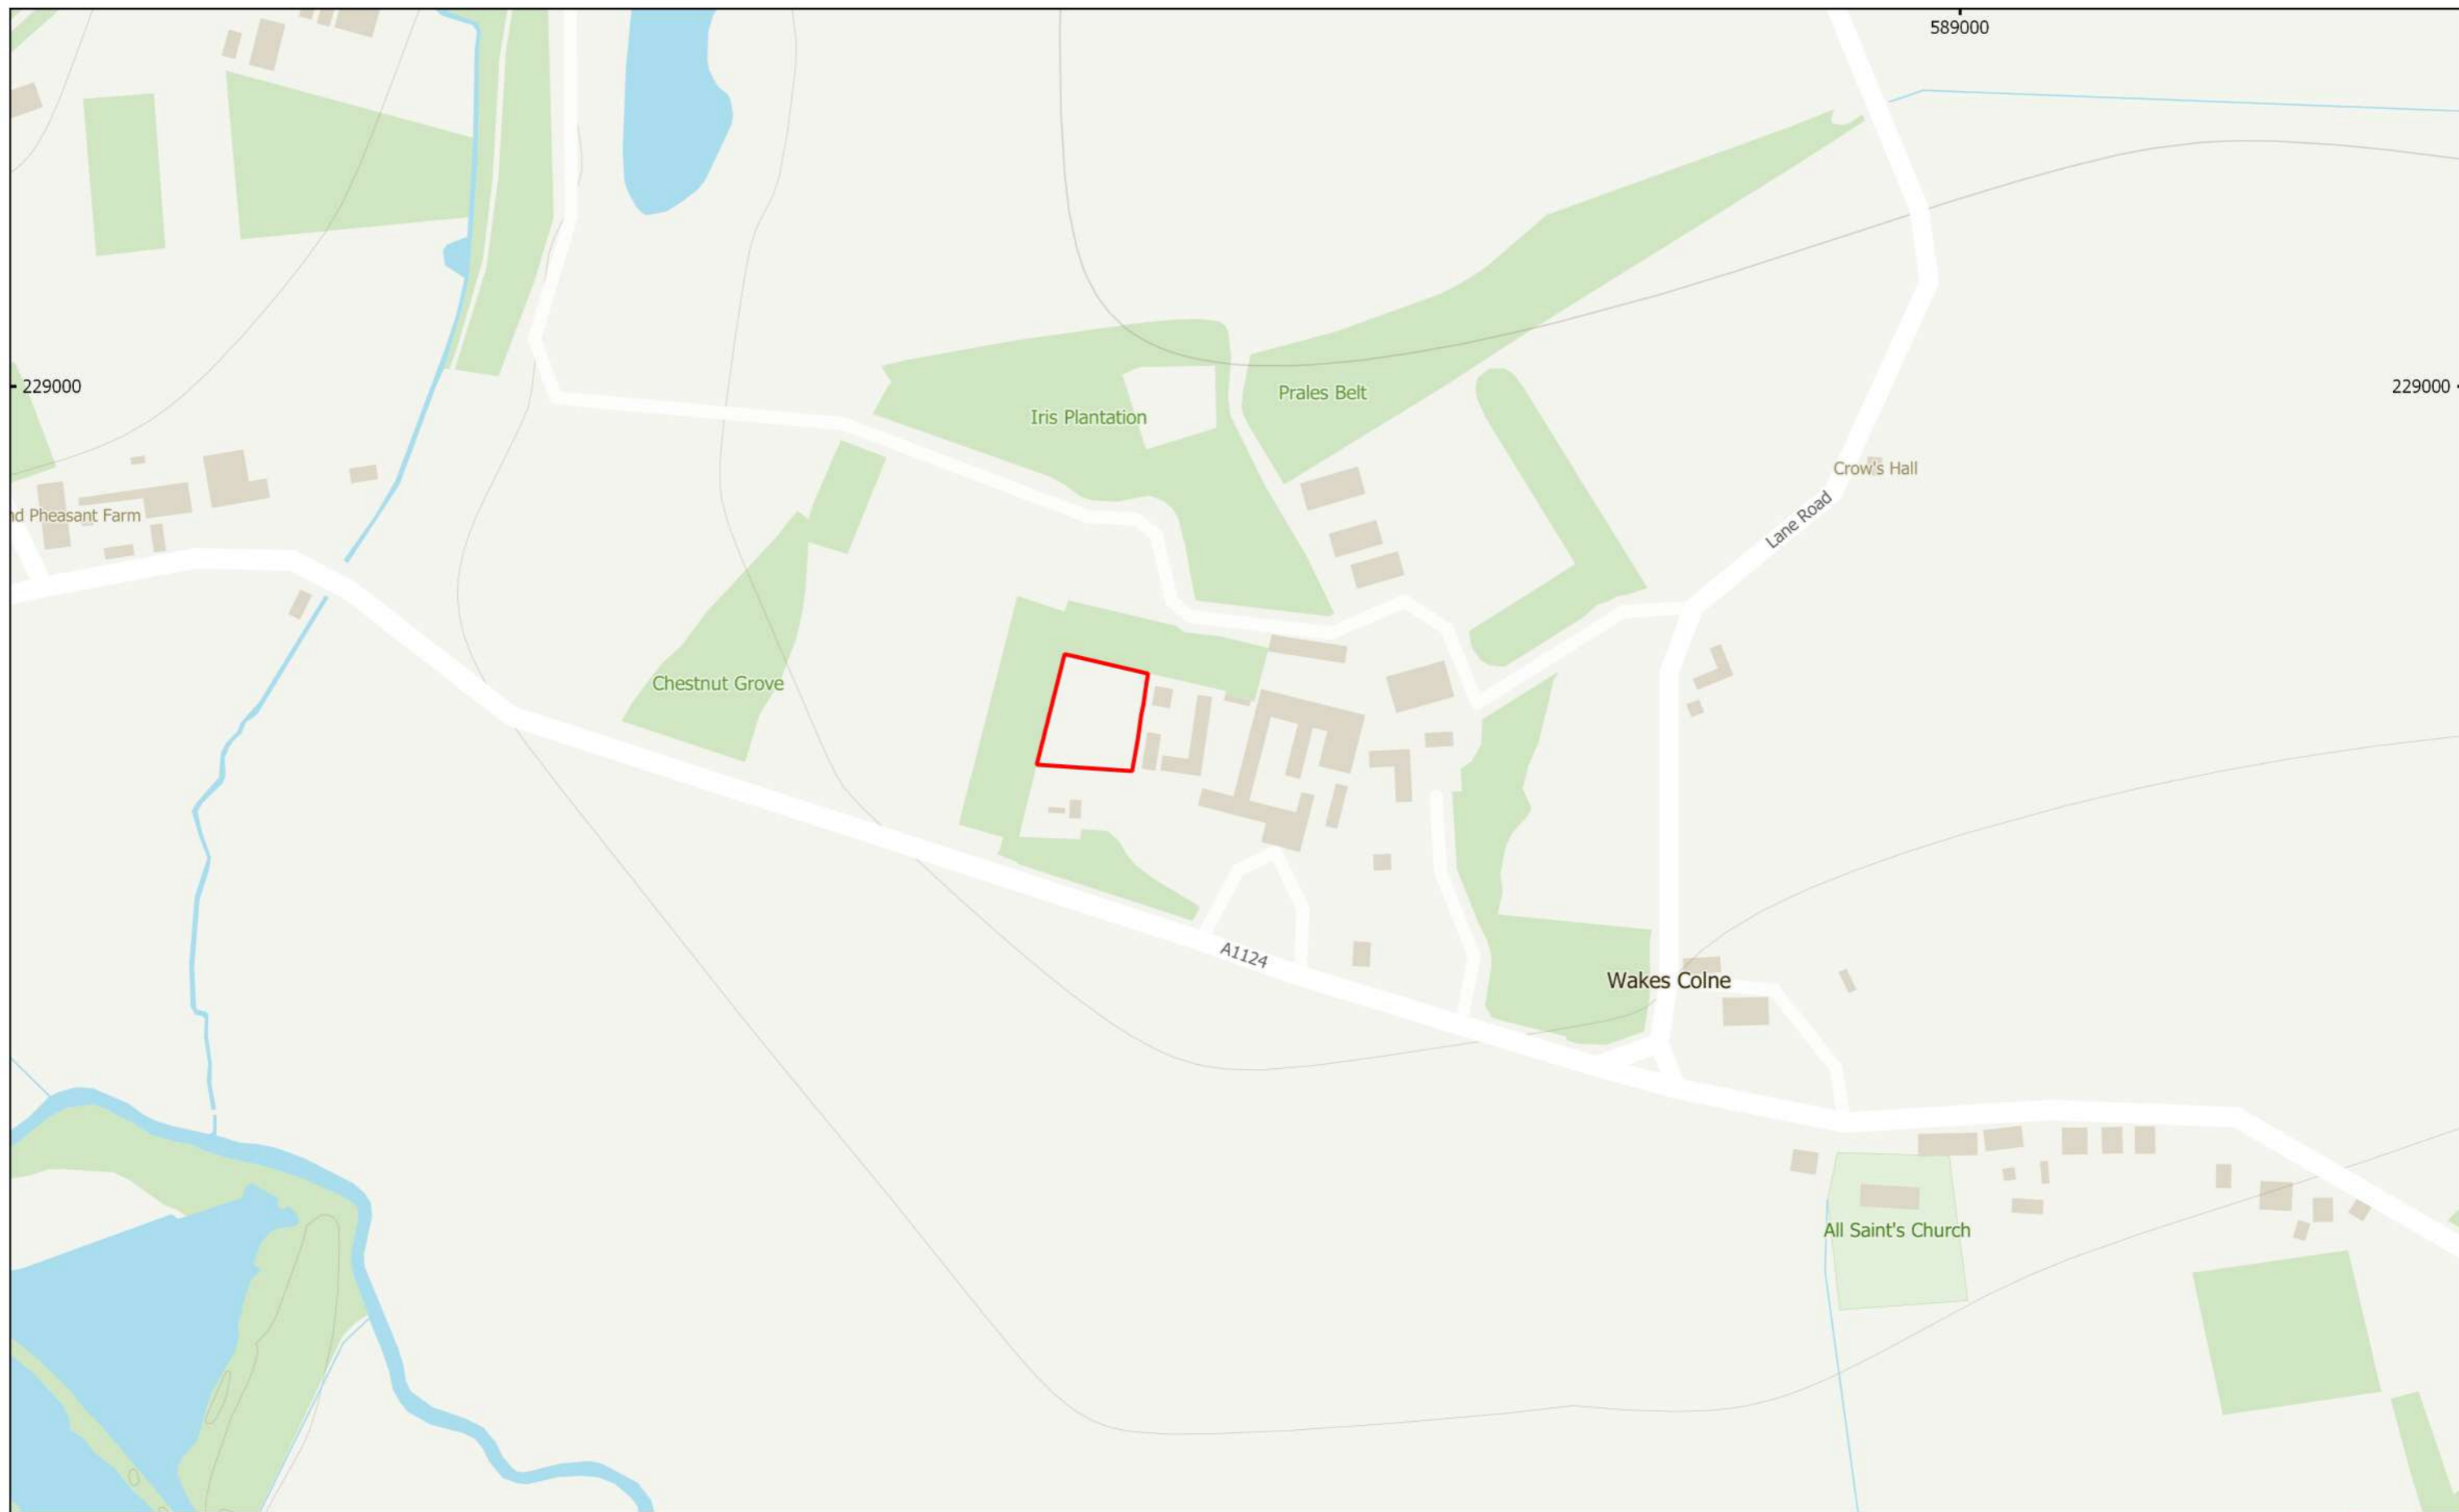 589000
229000
229000
Prales Belt
Iris Plantation
Crow's Hall
Lane Road
Pheasant Farm
Chestnut Grove
A1124
Wakes Colne
All Saint's Church